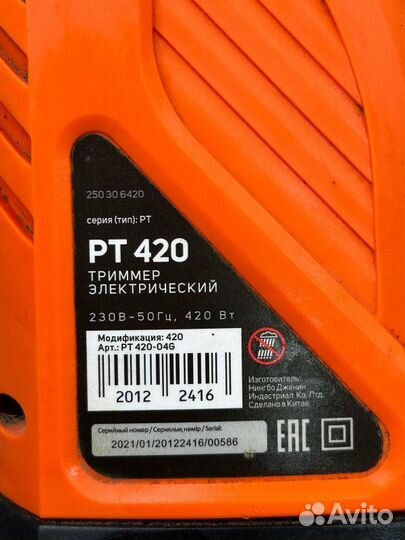 250 30 6420
серия (тип): РТ
PT 420
ТРИММЕР
ЭЛЕКТРИЧЕСКИЙ
230В~50Гц, 420 Вт
Модификация: 420
Арт.: PT 420-04G
2012 2416
Изготовитель:
Нингбо Дженин
Индастриал Ко, Лтд.
Сделано в Китае.
Серийный номер / Сериялық нөмір / Serial:
2021/01/20122416/00586
EAC
Avito